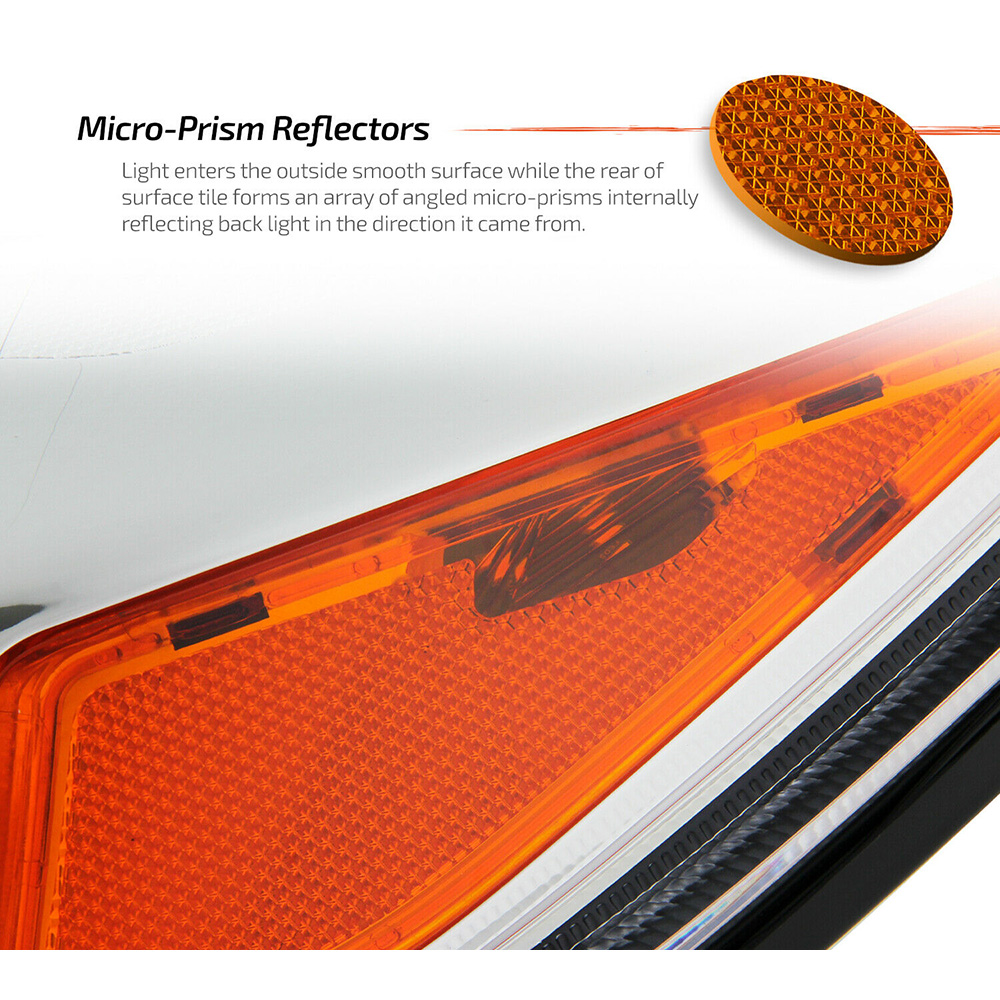 Micro-Prism Reflectors
Light enters the outside smooth surface while the rear of
surface tile forms an array of angled micro-prisms internally
reflecting back light in the direction it came from.